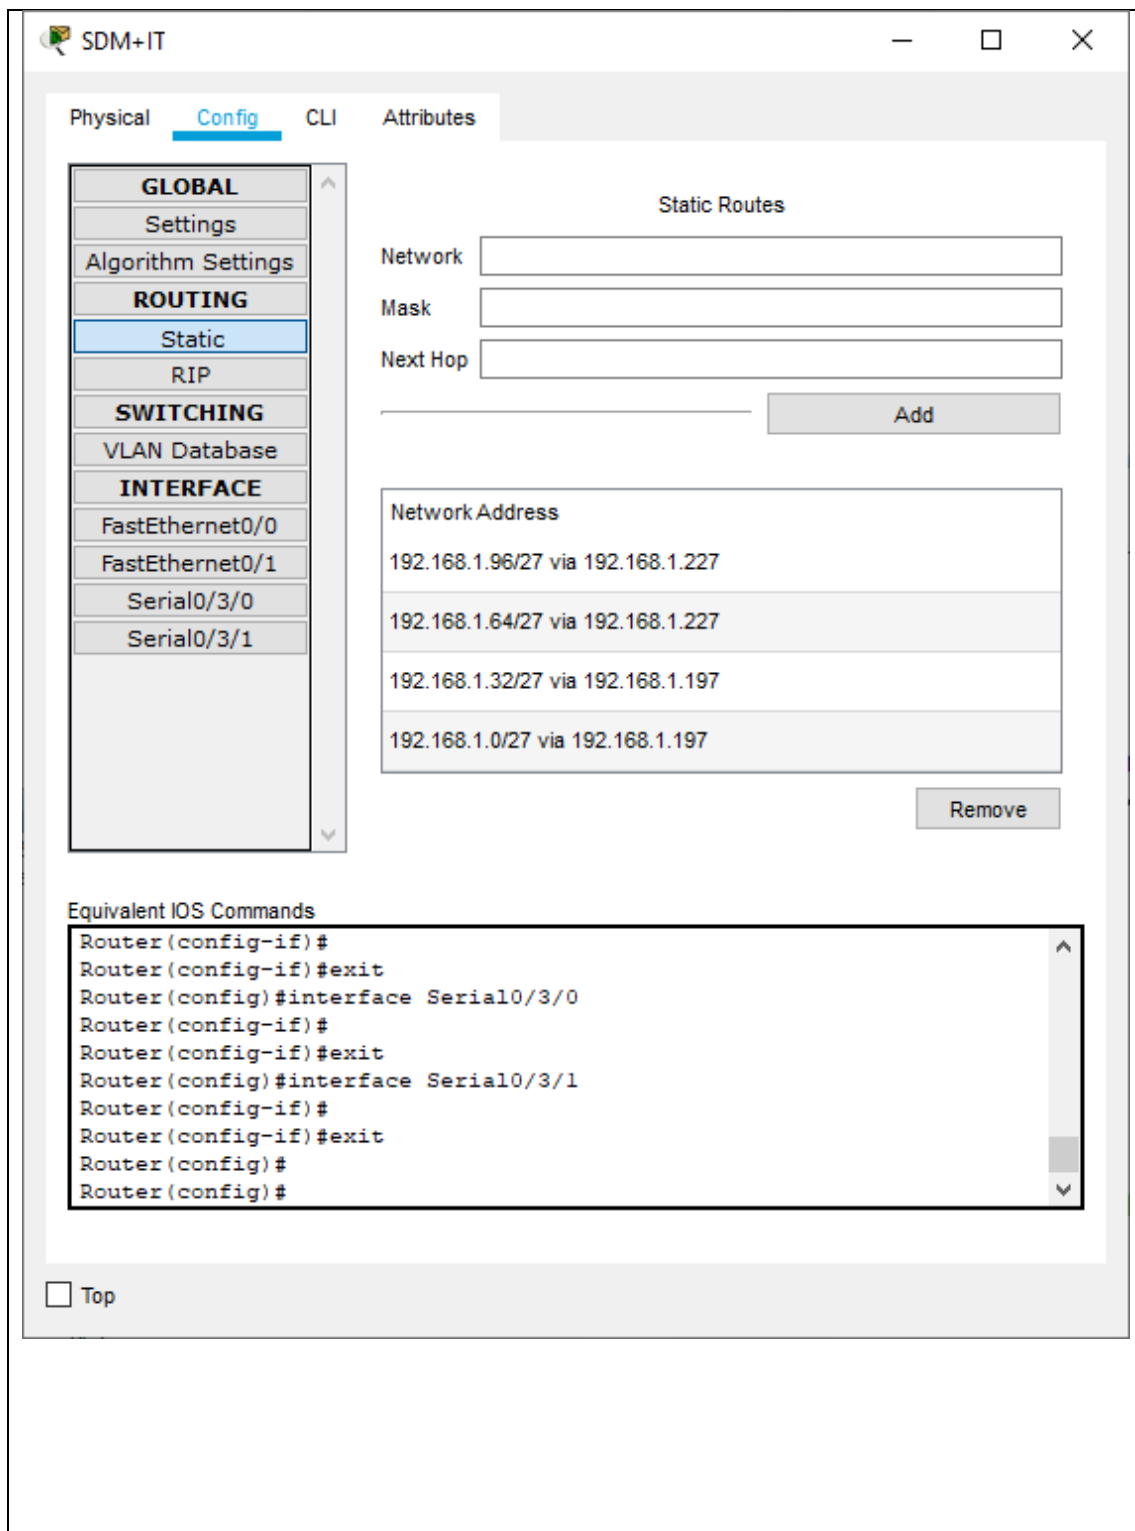 SDM+IT
Physical Config CLI Attributes
GLOBAL
Settings
Algorithm Settings
ROUTING
Static
RIP
SWITCHING
VLAN Database
INTERFACE
FastEthernet0/0
FastEthernet0/1
Serial0/3/0
Serial0/3/1
Static Routes
Network
Mask
Next Hop
Add
Network Address
192.168.1.96/27 via 192.168.1.227
192.168.1.64/27 via 192.168.1.227
192.168.1.32/27 via 192.168.1.197
192.168.1.0/27 via 192.168.1.197
Remove
Equivalent IOS Commands
Router(config-if)#
Router(config-if)#exit
Router(config)#interface Serial0/3/0
Router(config-if)#
Router(config-if)#exit
Router(config)#interface Serial0/3/1
Router(config-if)#
Router(config-if)#exit
Router(config)#
Router(config)#
Top